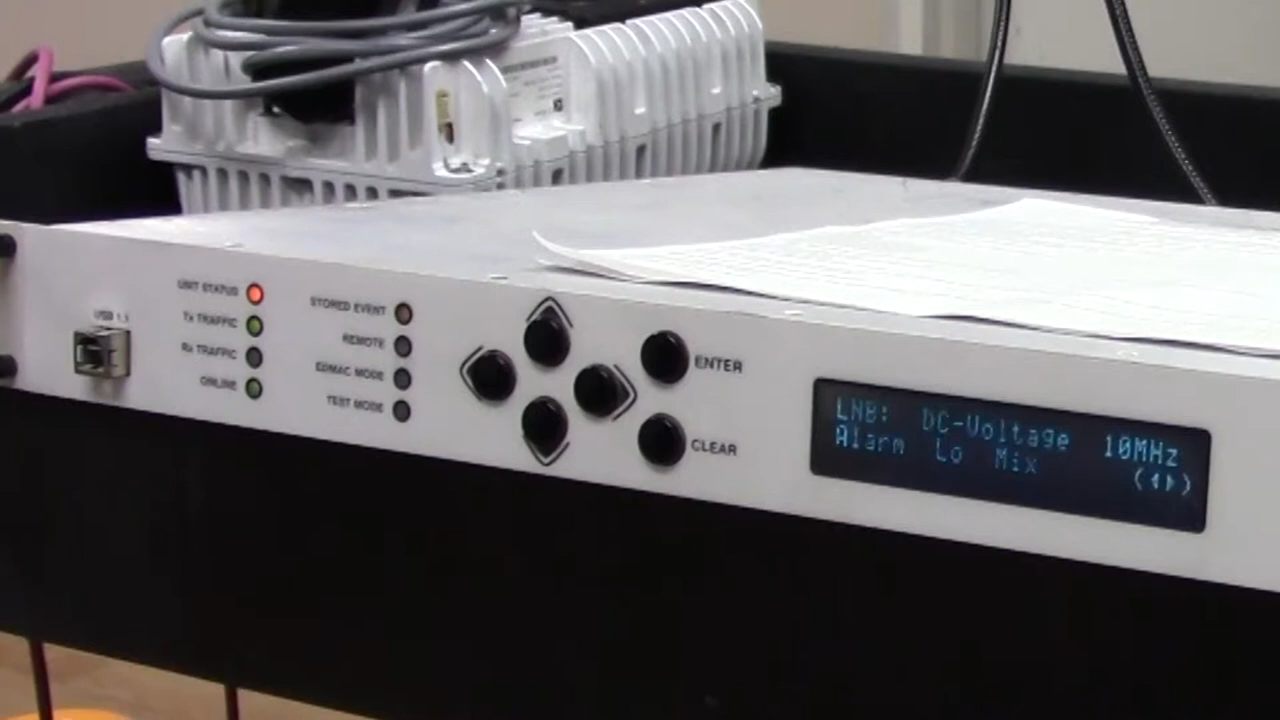 USB 1.1
UNIT STATUS
Tx TRAFFIC
Rx TRAFFIC
ONLINE
STORED EVENT
REMOTE
EDMAC MODE
TEST MODE
ENTER
CLEAR
LNB: DC-Voltage 10MHz
Alarm Lo Mix (◂▸)